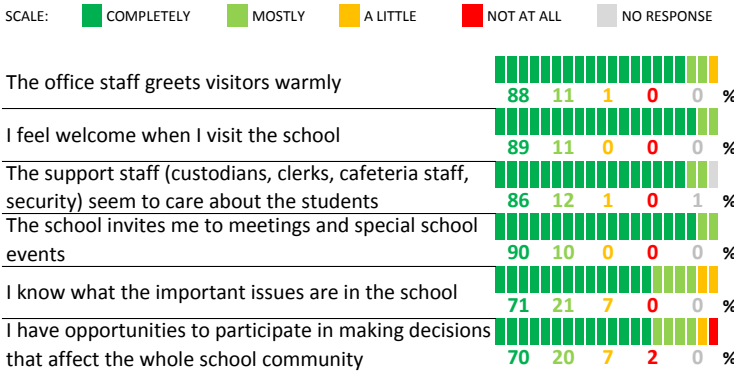 SCALE: COMPLETELY MOSTLY A LITTLE NOT AT ALL NO RESPONSE
The office staff greets visitors warmly
88 11 1 0 0 %
I feel welcome when I visit the school
89 11 0 0 0 %
The support staff (custodians, clerks, cafeteria staff,
security) seem to care about the students
86 12 1 0 1 %
The school invites me to meetings and special school
events
90 10 0 0 0 %
I know what the important issues are in the school
71 21 7 0 0 %
I have opportunities to participate in making decisions
that affect the whole school community
70 20 7 2 0 %